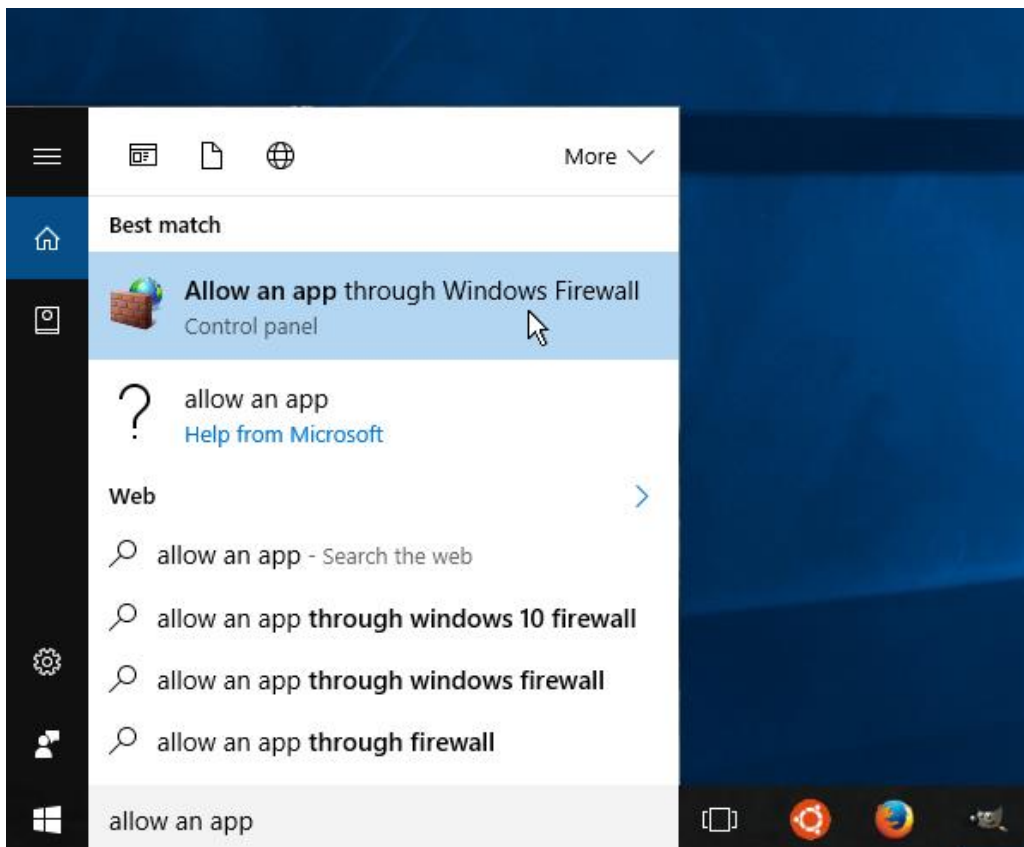 More
Best match
Allow an app through Windows Firewall
Control panel
allow an app
Help from Microsoft
Web
allow an app - Search the web
allow an app through windows 10 firewall
allow an app through windows firewall
allow an app through firewall
allow an app